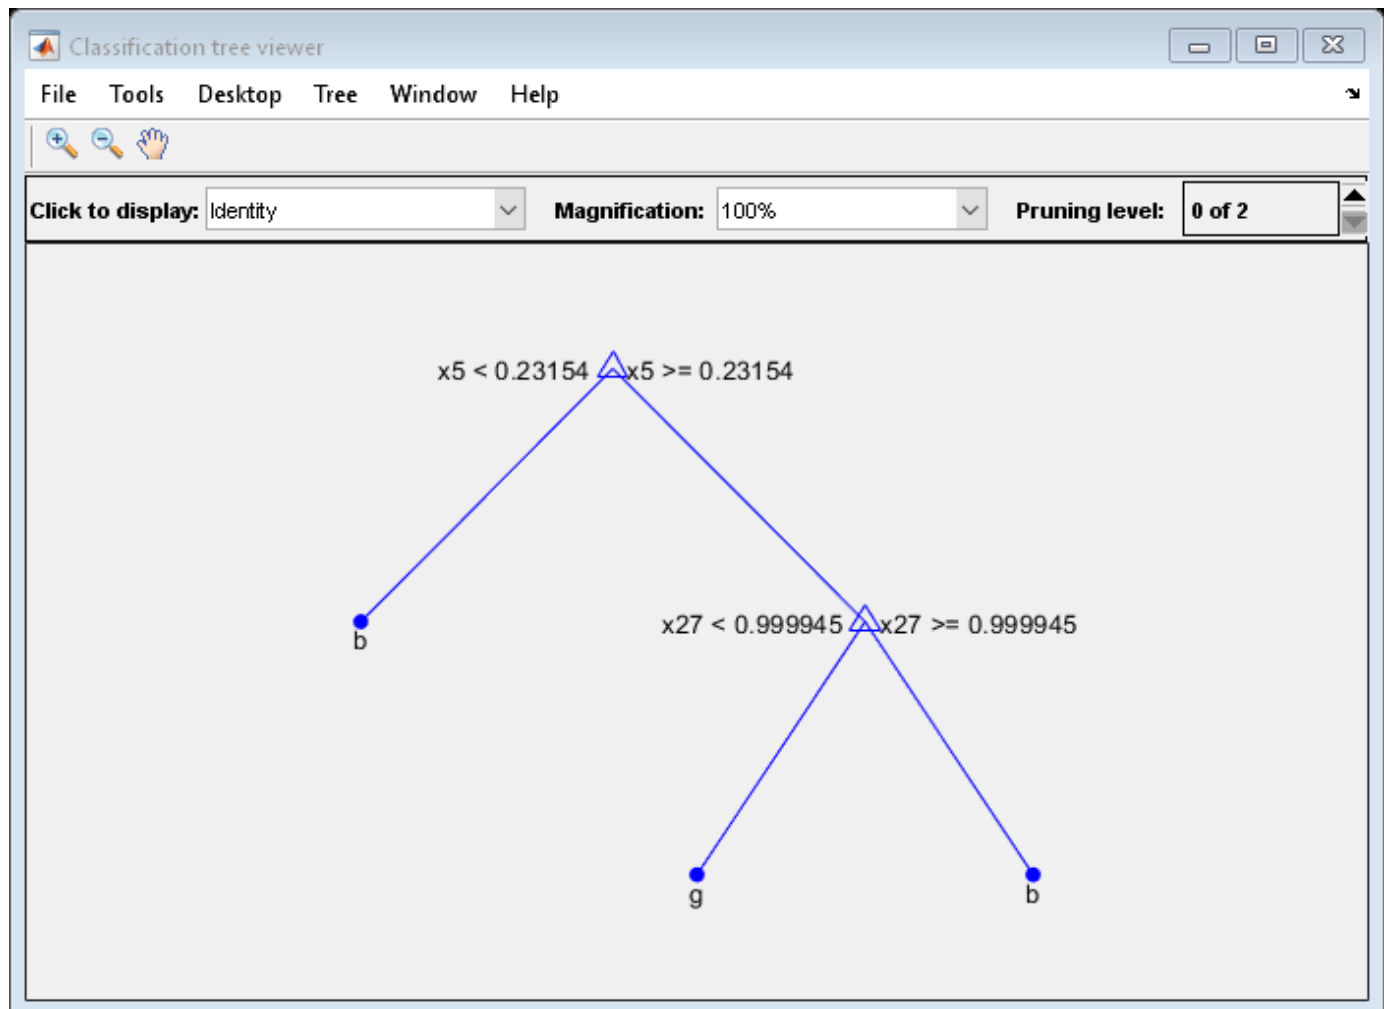 Classification tree viewer
File Tools Desktop Tree Window Help
Click to display: Identity Magnification: 100% Pruning level: 0 of 2
x5 < 0.23154 x5 >= 0.23154
b
x27 < 0.999945 x27 >= 0.999945
g
b